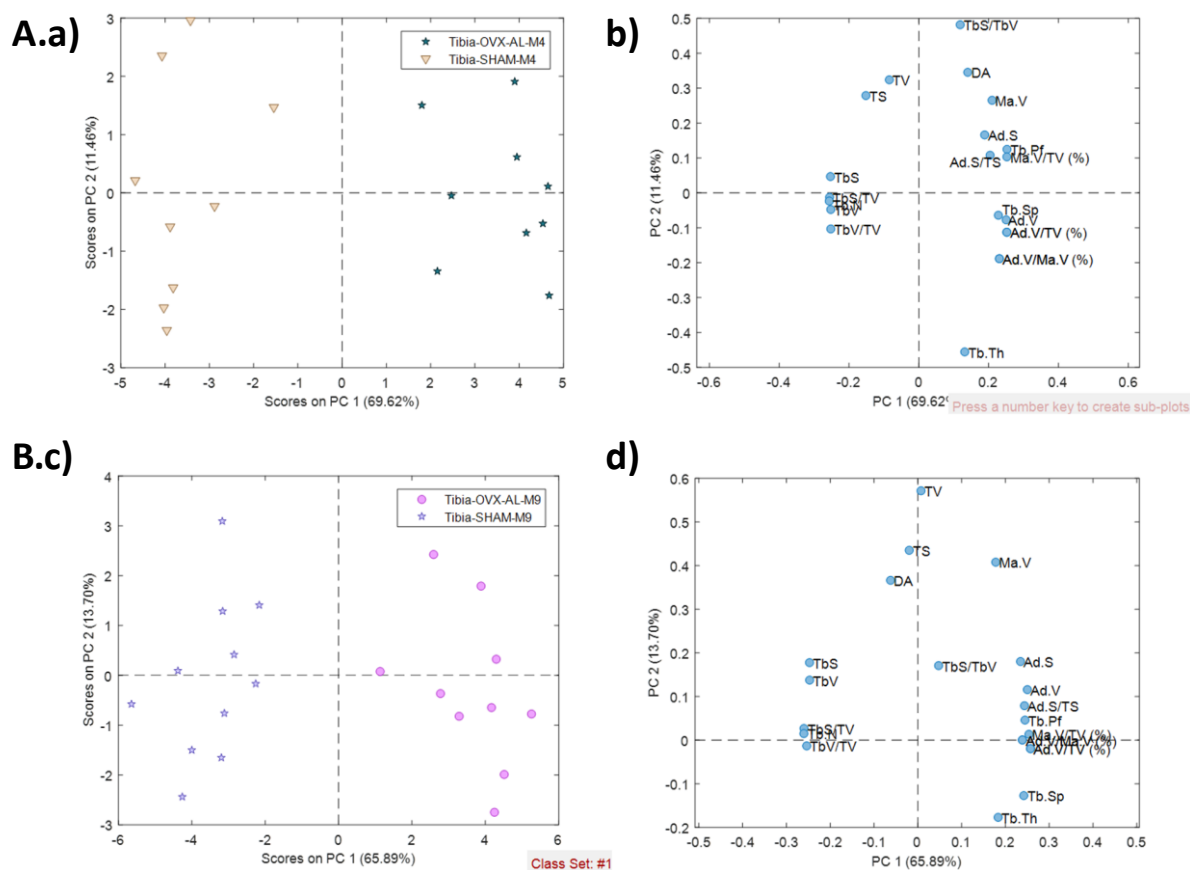 A.a)
3
2
1
0
-1
-2
-3
-5
-4
-3
-2
-1
0
1
2
3
4
5
Scores on PC 2 (11.46%)
Scores on PC 1 (69.62%)
Tibia-OVX-AL-M4
Tibia-SHAM-M4
b)
0.5
0.4
0.3
0.2
0.1
0
-0.1
-0.2
-0.3
-0.4
-0.5
-0.6
-0.4
-0.2
0
0.2
0.4
0.6
PC 2 (11.46%)
PC 1 (69.62%
TbS/TbV
DA
TV
TS
Ma.V
Ad.S
Tb.Pf
Ad.S/TS
Ma.V/TV (%)
TbS
TbS/TV
Tb.N
TbV
TbV/TV
Tb.Sp
Ad.V
Ad.V/TV (%)
Ad.V/Ma.V (%)
Tb.Th
Press a number key to create sub-plots
B.c)
4
3
2
1
0
-1
-2
-3
-4
-6
-4
-2
0
2
4
6
Scores on PC 2 (13.70%)
Scores on PC 1 (65.89%)
Tibia-OVX-AL-M9
Tibia-SHAM-M9
Class Set: #1
d)
0.6
0.5
0.4
0.3
0.2
0.1
0
-0.1
-0.2
-0.5
-0.4
-0.3
-0.2
-0.1
0
0.1
0.2
0.3
0.4
0.5
PC 2 (13.70%)
PC 1 (65.89%)
TV
TS
Ma.V
DA
TbS
TbV
TbS/TbV
Ad.S
Ad.V
Ad.S/TS
Tb.Pf
TbS/TV
Tb.N
TbV/TV
Ma.V/TV (%)
Ad.V/Ma.V (%)
Ad.V/TV (%)
Tb.Sp
Tb.Th